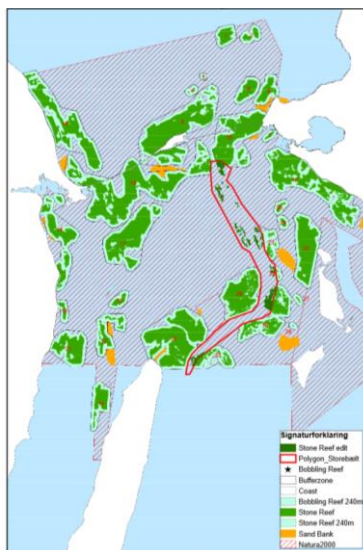 Signaturforklaring
Stone Reef edit
Polygon_Storebælt
Bobbling Reef
Bufferzone
Coast
Bobbling Reef 240m
Stone Reef
Stone Reef 240m
Sand Bank
Natura2000